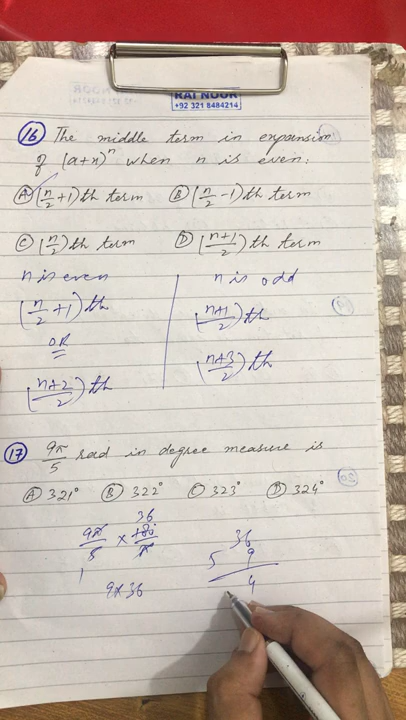 RAI NOOR
+92 321 8484214
16 The middle term in expansion
of (a+x)^n when n is even:
A (n/2 +1)th term B (n/2 -1)th term
C (n/2)th term D (n+1/2)th term
n is even n is odd
(n/2 +1)th (n+1/2)th
OR
(n+2/2)th (n+3/2)th
17 9π/5 rad in degree measure is
A 321° B 322° C 323° D 324°
36
9π/5 × 180/π
1
9×36
36
5 9
4